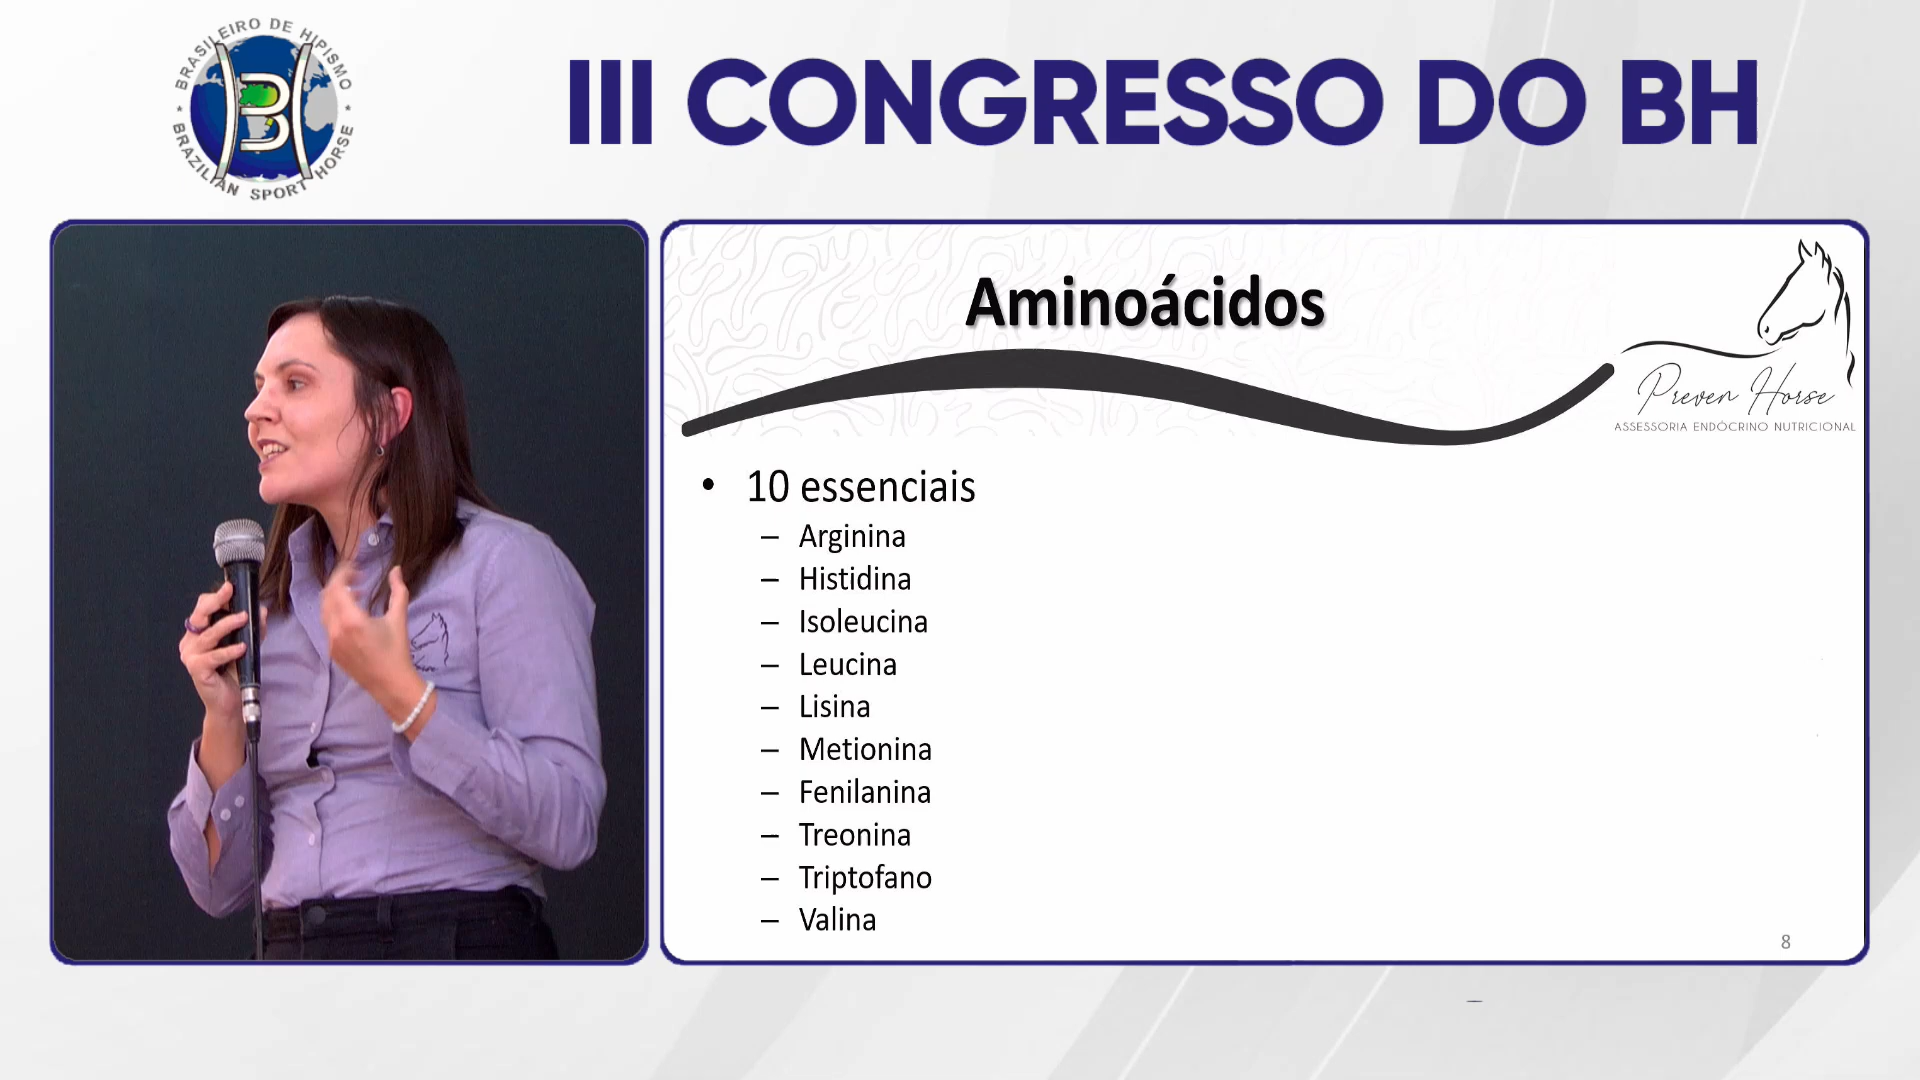 BRASILEIRO DE HIPISMO
BH
BRAZILIAN SPORT HORSE
III CONGRESSO DO BH
Aminoácidos
Preven Horse
ASSESSORIA ENDÓCRINO NUTRICIONAL
• 10 essenciais
– Arginina
– Histidina
– Isoleucina
– Leucina
– Lisina
– Metionina
– Fenilanina
– Treonina
– Triptofano
– Valina
8